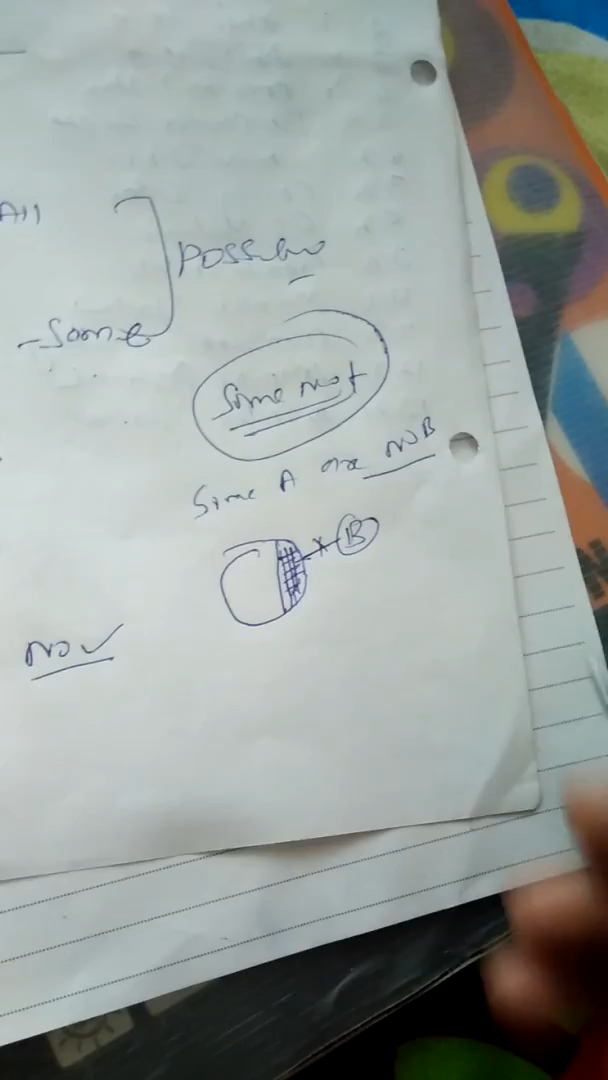 All
Possible
-Some
Some not
Some A are not B
B
No ✓